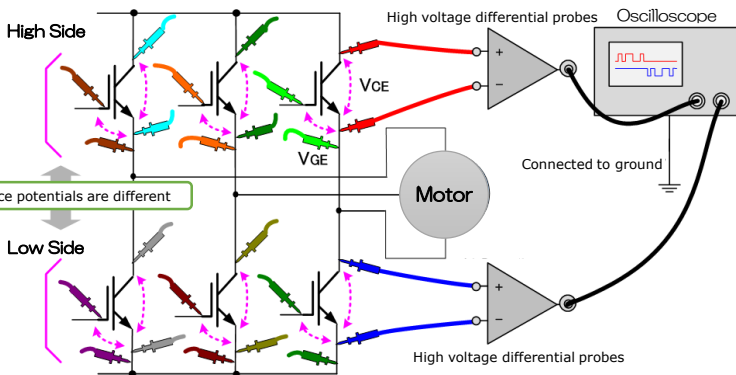 High voltage differential probes
Oscilloscope
High Side
VCE
VGE
Connected to ground
ce potentials are different
Motor
Low Side
High voltage differential probes
+
−
+
−